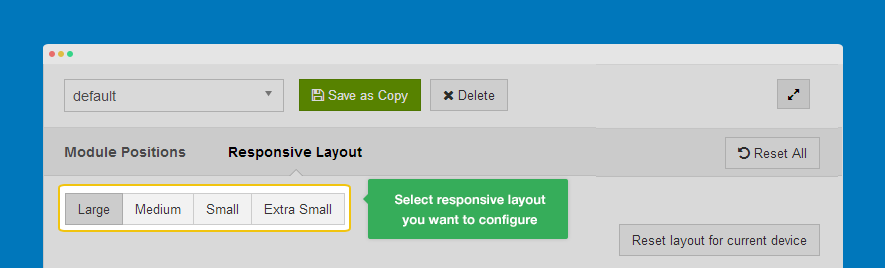 default
Save as Copy
Delete
Module Positions
Responsive Layout
Reset All
Large
Medium
Small
Extra Small
Select responsive layout
you want to configure
Reset layout for current device